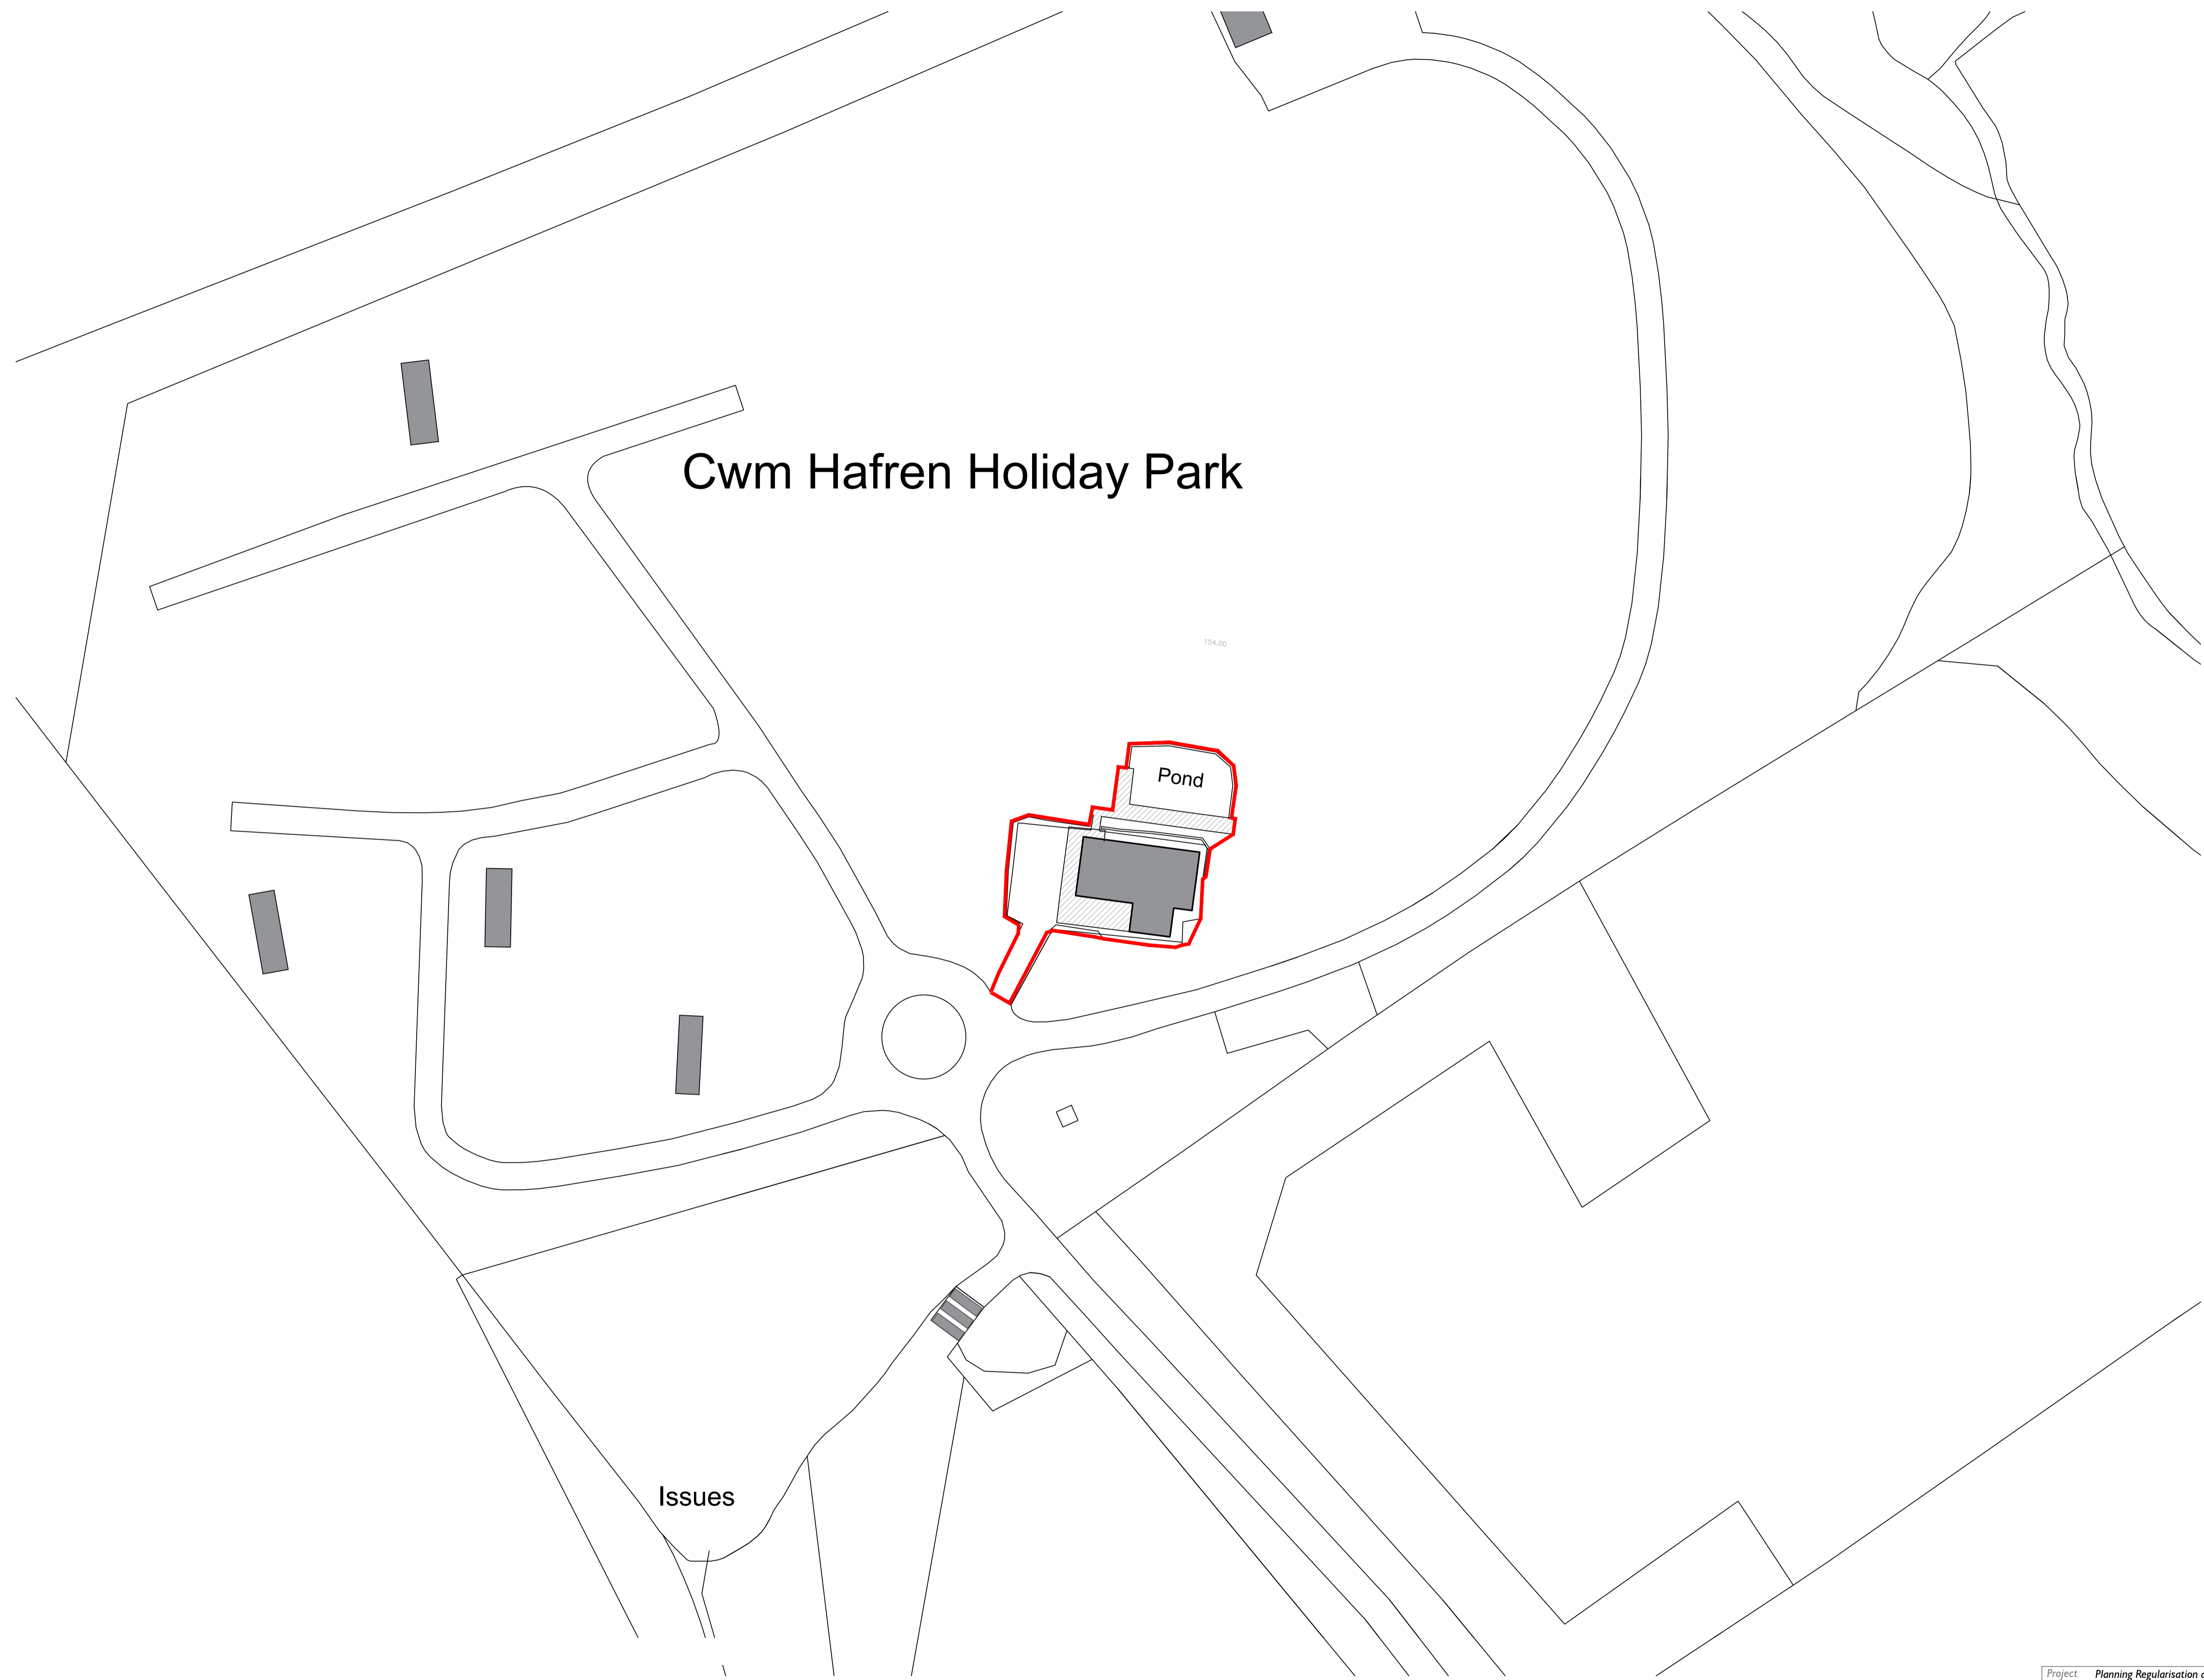 Cwm Hafren Holiday Park
154.00
Pond
Issues
Project Planning Regularisation